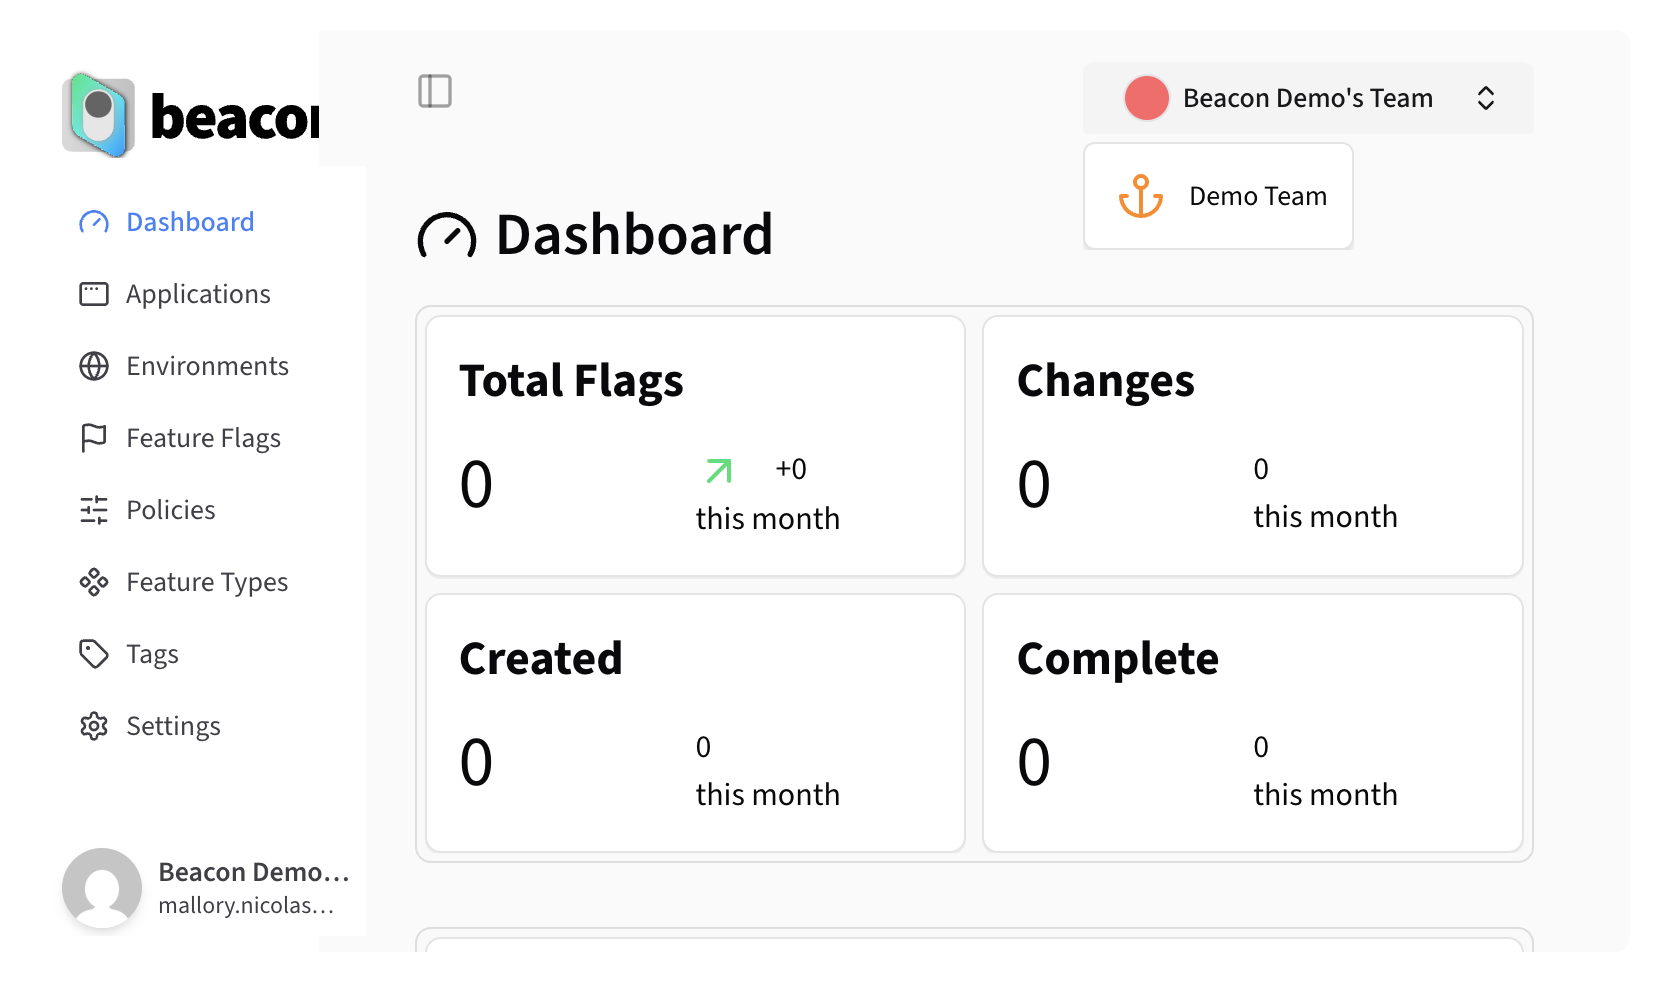 beacon
Dashboard
Applications
Environments
Feature Flags
Policies
Feature Types
Tags
Settings
Beacon Demo…
mallory.nicolas…
Beacon Demo's Team
Demo Team
Dashboard
Total Flags
0
+0
this month
Changes
0
0
this month
Created
0
0
this month
Complete
0
0
this month